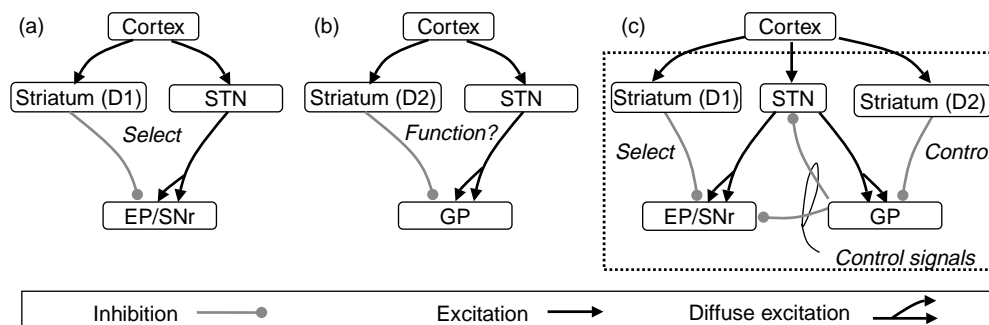 (a)
Cortex
Striatum (D1)
STN
Select
EP/SNr
(b)
Cortex
Striatum (D2)
STN
Function?
GP
(c)
Cortex
Striatum (D1)
STN
Striatum (D2)
Select
Control
EP/SNr
GP
Control signals
Inhibition
Excitation
Diffuse excitation